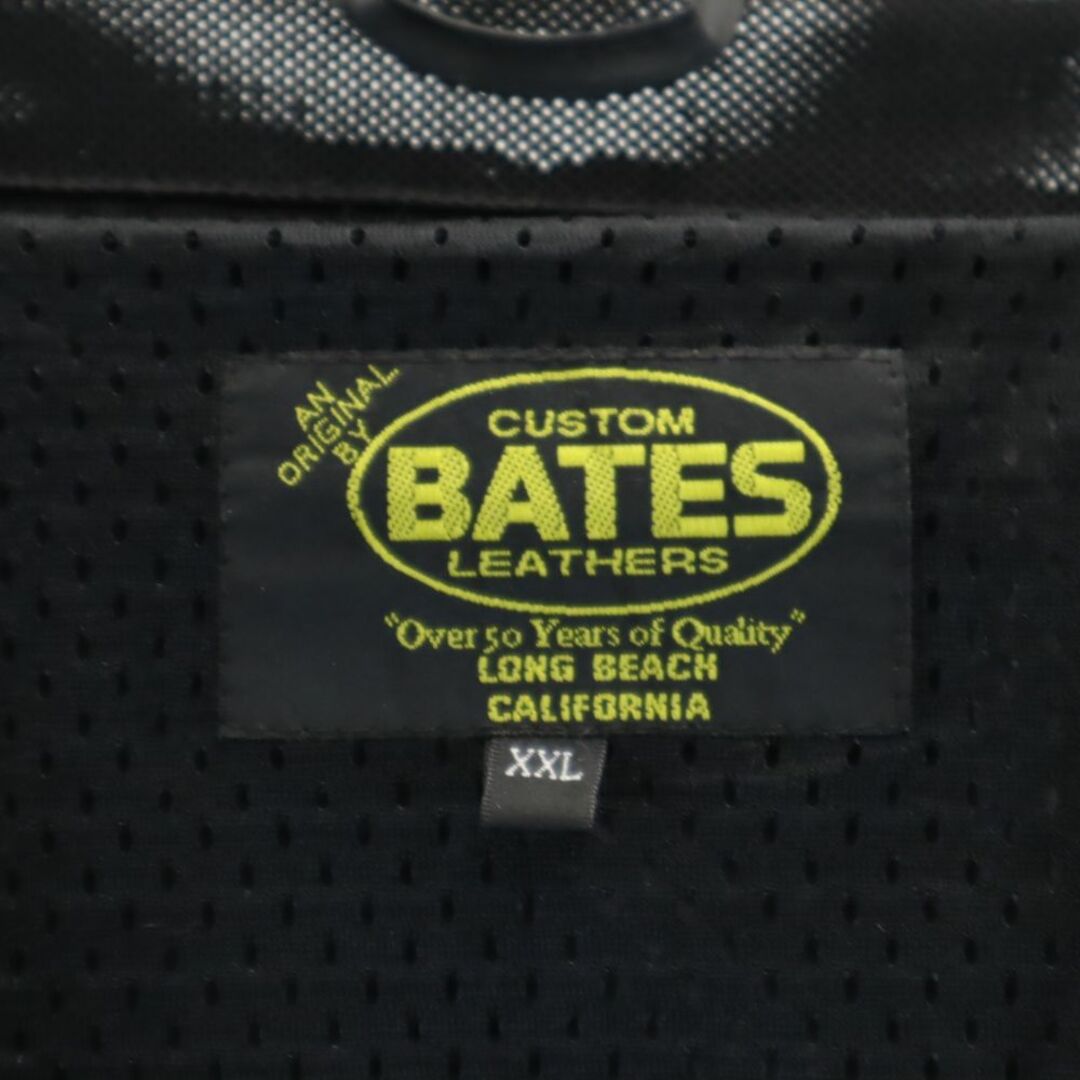 AN
ORIGINAL
BY
CUSTOM
BATES
LEATHERS
"Over 50 Years of Quality"
LONG BEACH
CALIFORNIA
XXL